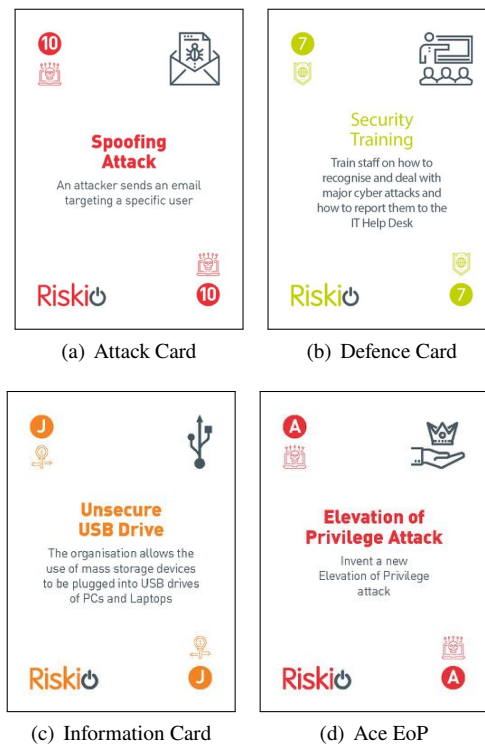 10
Spoofing
Attack
An attacker sends an email
targeting a specific user
Riskio
10
(a) Attack Card
7
Security
Training
Train staff on how to
recognise and deal with
major cyber attacks and
how to report them to the
IT Help Desk
Riskio
7
(b) Defence Card
J
Unsecure
USB Drive
The organisation allows the
use of mass storage devices
to be plugged into USB drives
of PCs and Laptops
Riskio
J
(c) Information Card
A
Elevation of
Privilege Attack
Invent a new
Elevation of Privilege
attack
Riskio
A
(d) Ace EoP